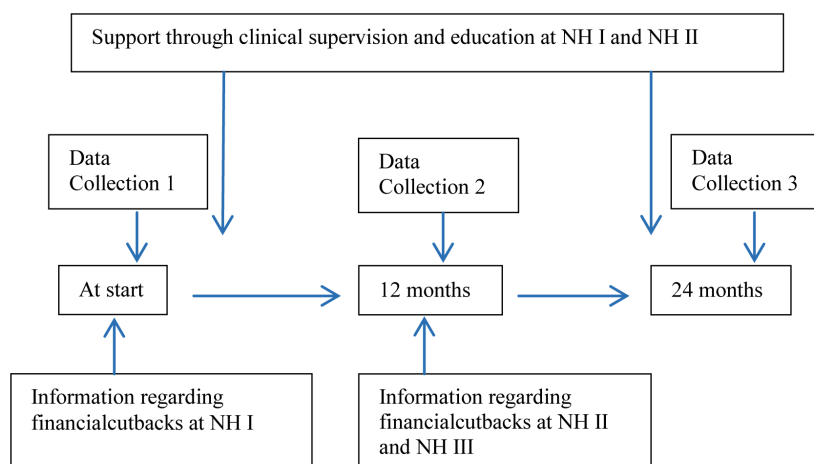 Support through clinical supervision and education at NH I and NH II
Data
Collection 1
Data
Collection 2
Data
Collection 3
At start
12 months
24 months
Information regarding
financialcutbacks at NH I
Information regarding
financialcutbacks at NH II
and NH III